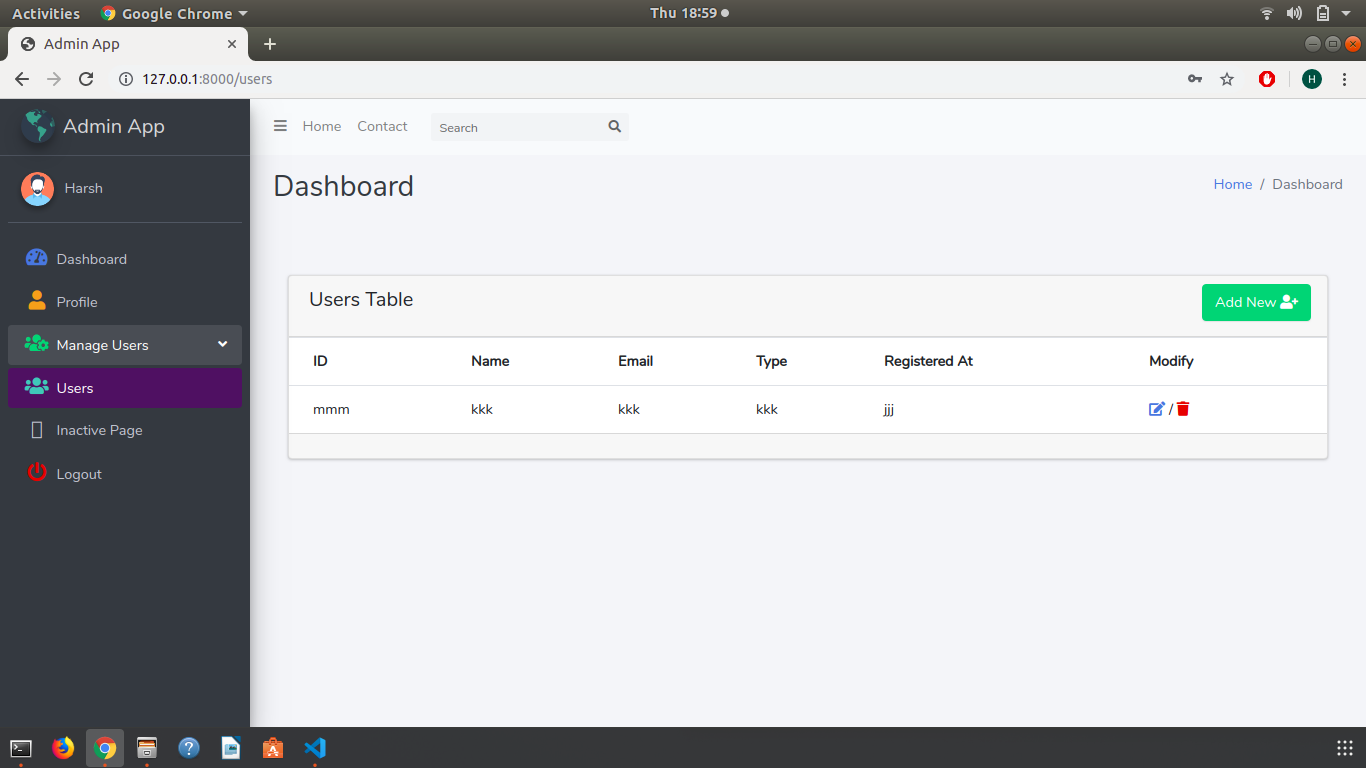 Activities Google Chrome Thu 18:59
Admin App
127.0.0.1:8000/users H
Admin App
Home Contact Search
Harsh
Dashboard
Home / Dashboard
Dashboard
Profile
Manage Users
Users
Inactive Page
Logout
Users Table
Add New
ID Name Email Type Registered At Modify
mmm kkk kkk kkk jjj /